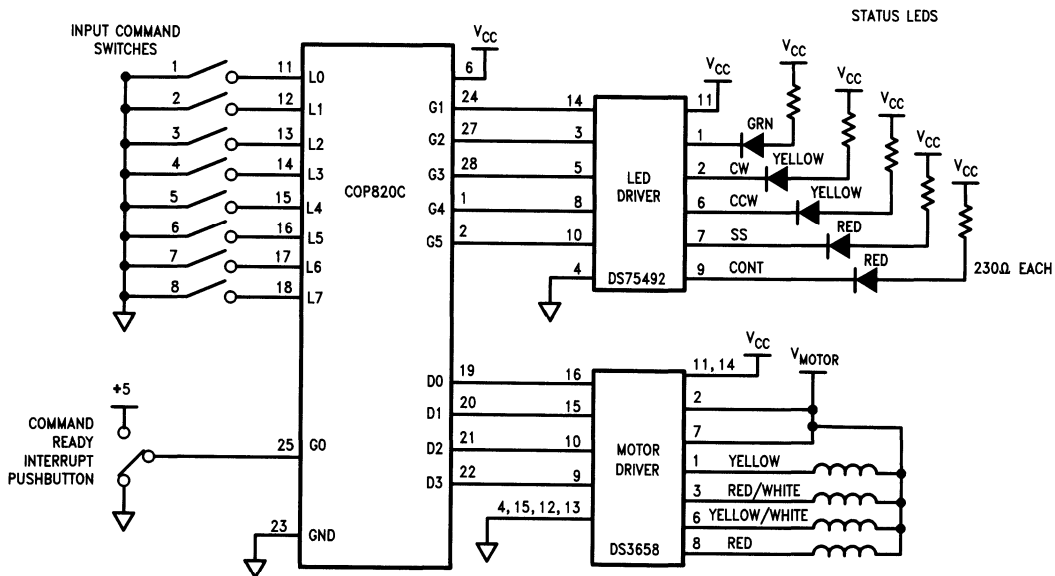 STATUS LEDS
INPUT COMMAND
SWITCHES
1 11 L0
2 12 L1
3 13 L2
4 14 L3
5 15 L4
6 16 L5
7 17 L6
8 18 L7
COP820C
VCC
6
G1 24 14
G2 27 3
G3 28 5
G4 1 8
G5 2 10
4
LED
DRIVER
DS75492
VCC
11
1 GRN
2 CW YELLOW
6 CCW YELLOW
7 SS RED
9 CONT RED
VCC
VCC
VCC
VCC
VCC
230Ω EACH
+5
COMMAND
READY
INTERRUPT
PUSHBUTTON
25 G0
23 GND
D0 19 16
D1 20 15
D2 21 10
D3 22 9
4, 15, 12, 13
MOTOR
DRIVER
DS3658
VCC
11, 14
VMOTOR
2
7
1 YELLOW
3 RED/WHITE
6 YELLOW/WHITE
8 RED